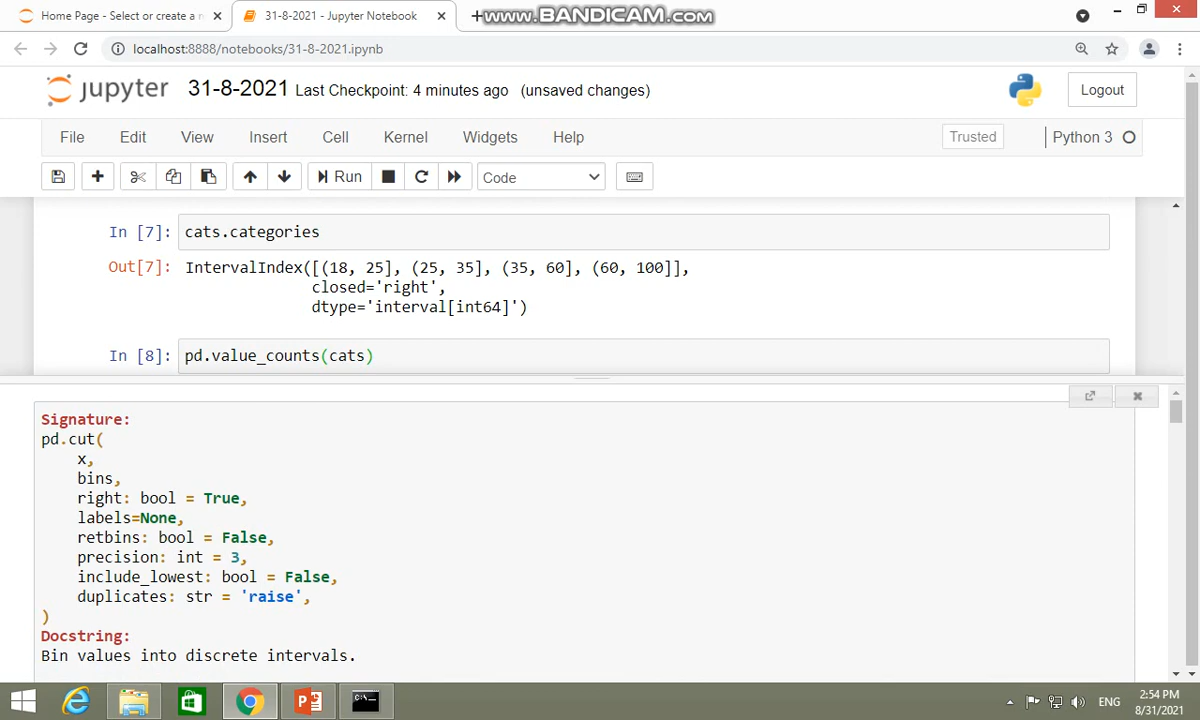 Home Page - Select or create a n
31-8-2021 - Jupyter Notebook
www.BANDICAM.com
localhost:8888/notebooks/31-8-2021.ipynb
jupyter 31-8-2021 Last Checkpoint: 4 minutes ago (unsaved changes)
Logout
File Edit View Insert Cell Kernel Widgets Help Trusted Python 3
Run Code
In [7]: cats.categories
Out[7]: IntervalIndex([(18, 25], (25, 35], (35, 60], (60, 100]],
closed='right',
dtype='interval[int64]')
In [8]: pd.value_counts(cats)
Signature:
pd.cut(
x,
bins,
right: bool = True,
labels=None,
retbins: bool = False,
precision: int = 3,
include_lowest: bool = False,
duplicates: str = 'raise',
)
Docstring:
Bin values into discrete intervals.
ENG
2:54 PM
8/31/2021